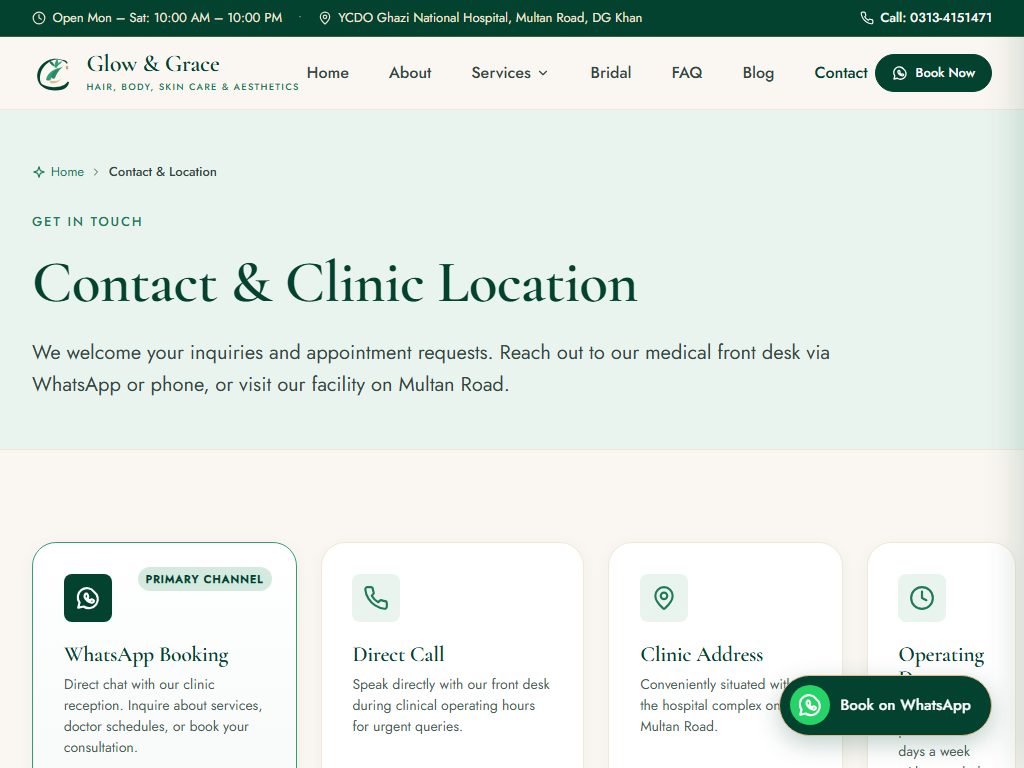 Open Mon – Sat: 10:00 AM – 10:00 PM · YCDO Ghazi National Hospital, Multan Road, DG Khan Call: 0313-4151471
Glow & Grace
HAIR, BODY, SKIN CARE & AESTHETICS
Home About Services Bridal FAQ Blog Contact Book Now
Home > Contact & Location
GET IN TOUCH
Contact & Clinic Location
We welcome your inquiries and appointment requests. Reach out to our medical front desk via
WhatsApp or phone, or visit our facility on Multan Road.
PRIMARY CHANNEL
WhatsApp Booking
Direct chat with our clinic
reception. Inquire about services,
doctor schedules, or book your
consultation.
Direct Call
Speak directly with our front desk
during clinical operating hours
for urgent queries.
Clinic Address
Conveniently situated
the hospital complex on
Multan Road.
Operating
days a week
Book on WhatsApp